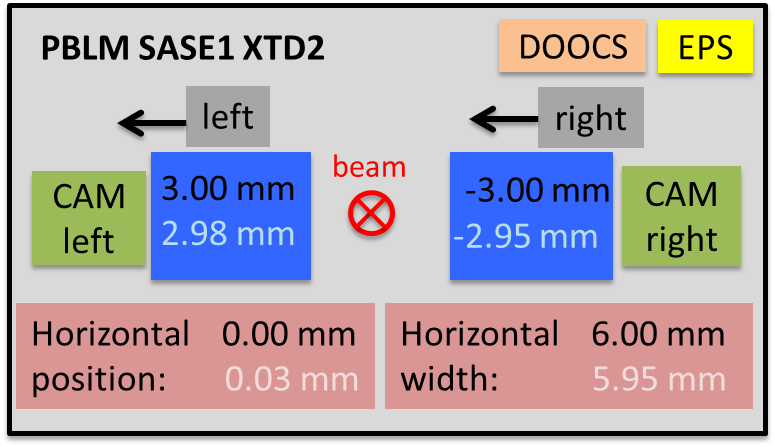 PBLM SASE1 XTD2
DOOCS
EPS
left
right
beam
CAM
left
3.00 mm
2.98 mm
-3.00 mm
-2.95 mm
CAM
right
Horizontal 0.00 mm
position: 0.03 mm
Horizontal 6.00 mm
width: 5.95 mm